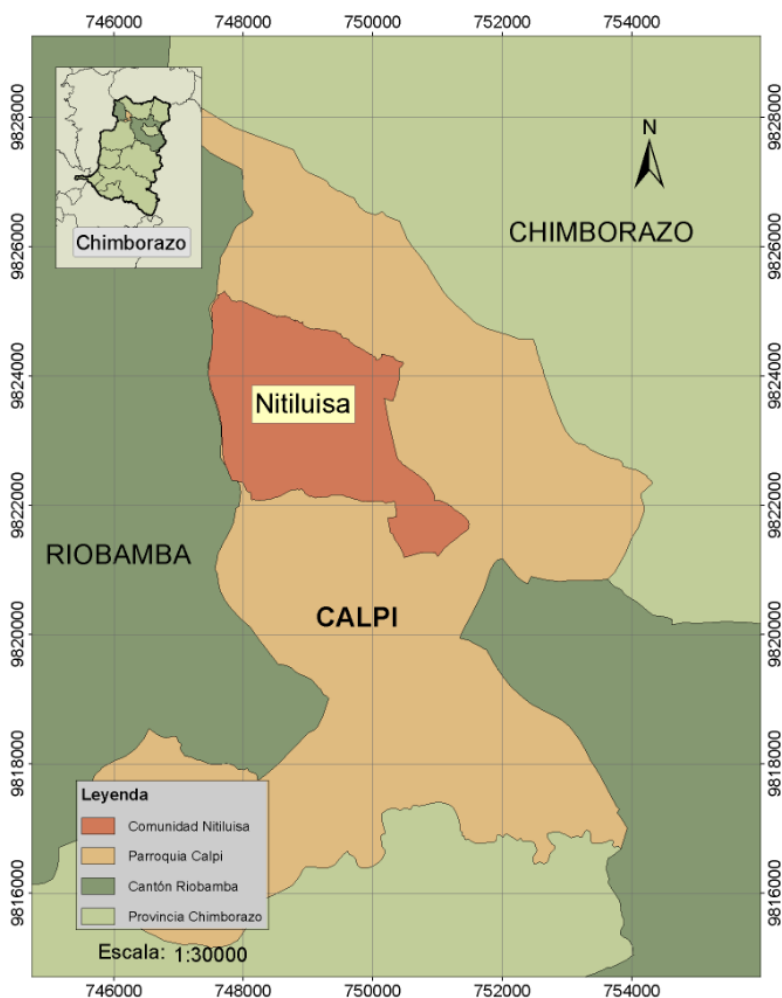 746000 748000 750000 752000 754000
9828000 9828000
N
Chimborazo
CHIMBORAZO
9826000 9826000
9824000 9824000
Nitiluisa
9822000 9822000
RIOBAMBA
CALPI
9820000 9820000
9818000 9818000
Leyenda
Comunidad Nitiluisa
Parroquia Calpi
Cantón Riobamba
Provincia Chimborazo
9816000 9816000
Escala: 1:30000
746000 748000 750000 752000 754000